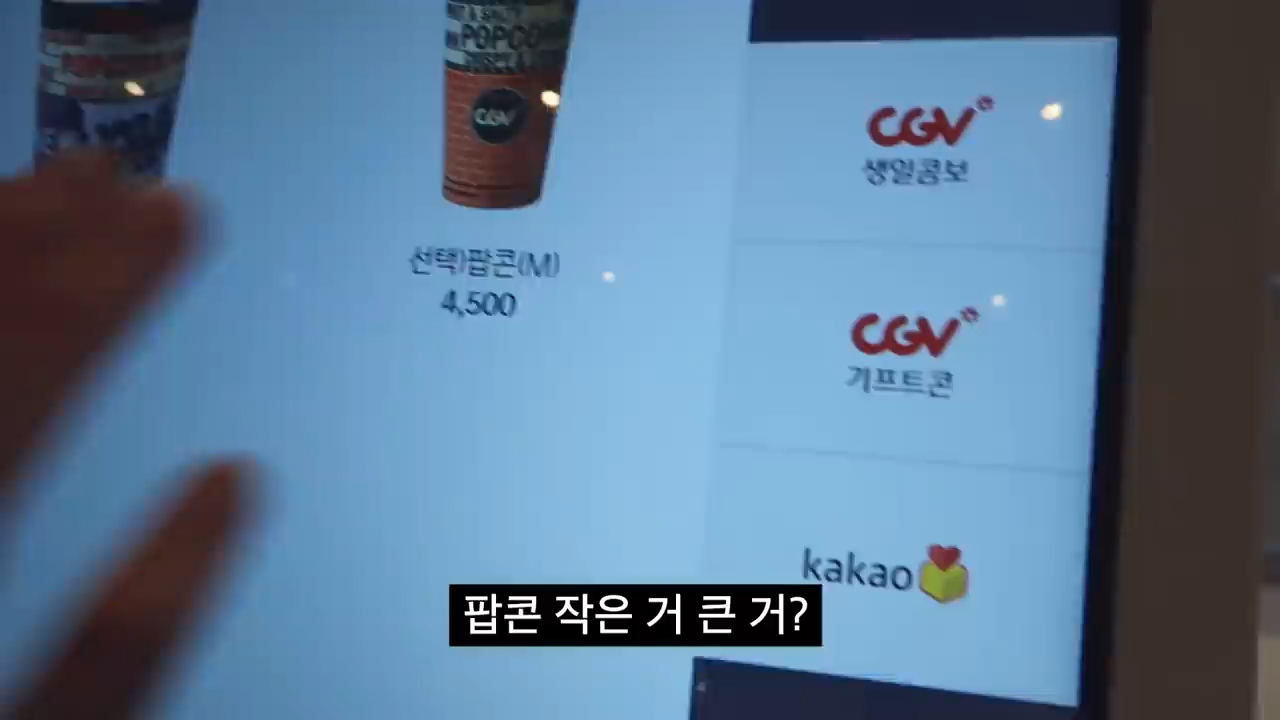 POPCO
CGV
선택)팝콘(M)
4,500
CGV
생일콤보
CGV
기프트콘
kakao
팝콘 작은 거 큰 거?